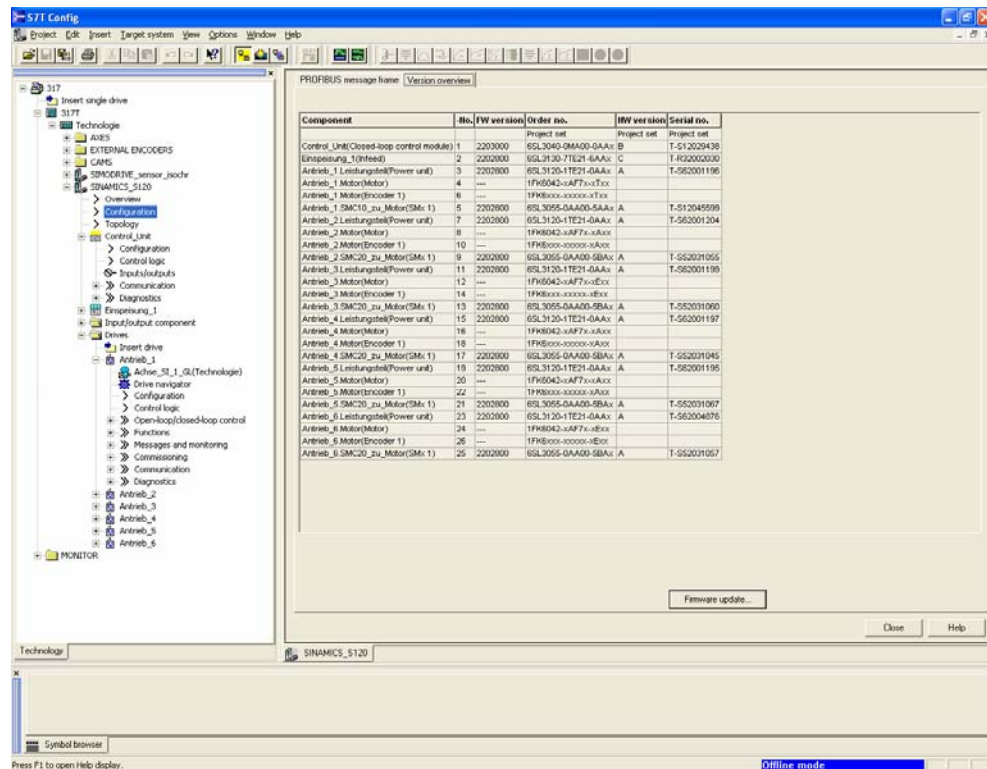 S7T Config
Project Edit Insert Target system View Options Window Help
317
Insert single drive
317T
Technologie
AXES
EXTERNAL ENCODERS
CAMS
SIMODRIVE_sensor_isochr
SINAMICS_S120
Overview
Configuration
Topology
Control_Unit
Configuration
Control logic
Inputs/outputs
Communication
Diagnostics
Einspeisung_1
Input/output component
Drives
Insert drive
Antrieb_1
Achse_SI_1_GL(Technologie)
Drive navigator
Configuration
Control logic
Open-loop/closed-loop control
Functions
Messages and monitoring
Commissioning
Communication
Diagnostics
Antrieb_2
Antrieb_3
Antrieb_4
Antrieb_5
Antrieb_6
MONITOR
Technology
PROFIBUS message frame Version overview
Component -No. FW version Order no. HW version Serial no.
Project set Project set Project set
Control_Unit(Closed-loop control module) 1 2203000 6SL3040-0MA00-0AAx B T-S12029438
Einspeisung_1(Infeed) 2 2202800 6SL3130-7TE21-6AAx C T-R32002030
Antrieb_1.Leistungsteil(Power unit) 3 2202800 6SL3120-1TE21-0AAx A T-S62001196
Antrieb_1.Motor(Motor) 4 --- 1FK6042-xAF7x-xTxx
Antrieb_1.Motor(Encoder 1) 6 --- 1FK6xxx-xxxxx-xTxx
Antrieb_1.SMC10_zu_Motor(SMx 1) 5 2202800 6SL3055-0AA00-5AAx A T-S12045599
Antrieb_2.Leistungsteil(Power unit) 7 2202800 6SL3120-1TE21-0AAx A T-S62001204
Antrieb_2.Motor(Motor) 8 --- 1FK6042-xAF7x-xAxx
Antrieb_2.Motor(Encoder 1) 10 --- 1FK6xxx-xxxxx-xAxx
Antrieb_2.SMC20_zu_Motor(SMx 1) 9 2202800 6SL3055-0AA00-5BAx A T-S52031055
Antrieb_3.Leistungsteil(Power unit) 11 2202800 6SL3120-1TE21-0AAx A T-S62001199
Antrieb_3.Motor(Motor) 12 --- 1FK6042-xAF7x-xExx
Antrieb_3.Motor(Encoder 1) 14 --- 1FK6xxx-xxxxx-xExx
Antrieb_3.SMC20_zu_Motor(SMx 1) 13 2202800 6SL3055-0AA00-5BAx A T-S52031060
Antrieb_4.Leistungsteil(Power unit) 15 2202800 6SL3120-1TE21-0AAx A T-S62001197
Antrieb_4.Motor(Motor) 16 --- 1FK6042-xAF7x-xAxx
Antrieb_4.Motor(Encoder 1) 18 --- 1FK6xxx-xxxxx-xAxx
Antrieb_4.SMC20_zu_Motor(SMx 1) 17 2202800 6SL3055-0AA00-5BAx A T-S52031045
Antrieb_5.Leistungsteil(Power unit) 19 2202800 6SL3120-1TE21-0AAx A T-S62001195
Antrieb_5.Motor(Motor) 20 --- 1FK6042-xAF7x-xAxx
Antrieb_5.Motor(Encoder 1) 22 --- 1FK6xxx-xxxxx-xAxx
Antrieb_5.SMC20_zu_Motor(SMx 1) 21 2202800 6SL3055-0AA00-5BAx A T-S52031067
Antrieb_6.Leistungsteil(Power unit) 23 2202800 6SL3120-1TE21-0AAx A T-S62004676
Antrieb_6.Motor(Motor) 24 --- 1FK6042-xAF7x-xExx
Antrieb_6.Motor(Encoder 1) 26 --- 1FK6xxx-xxxxx-xExx
Antrieb_6.SMC20_zu_Motor(SMx 1) 25 2202800 6SL3055-0AA00-5BAx A T-S52031057
Firmware update...
Close Help
SINAMICS_S120
Symbol browser
Press F1 to open Help display. Offline mode